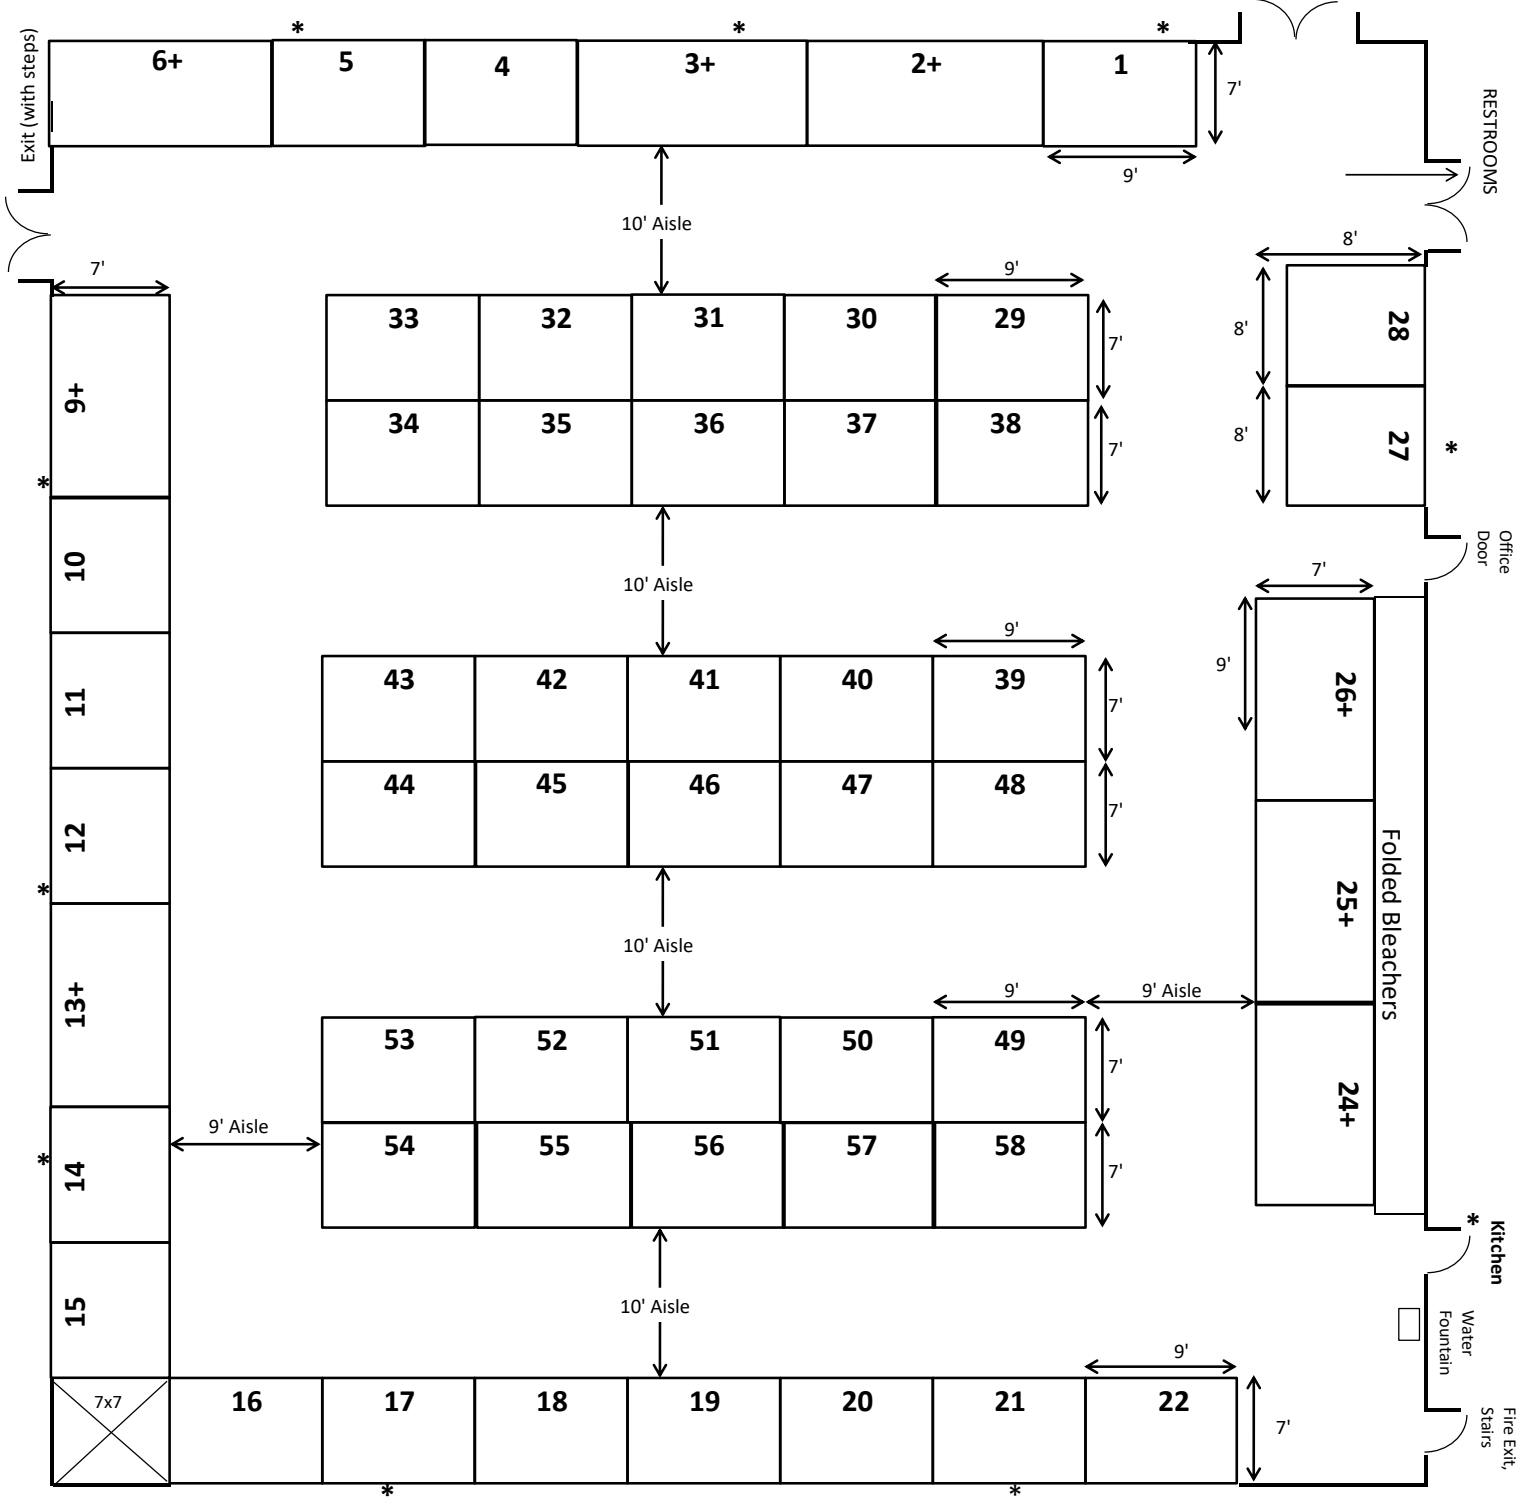 * * *
6+ 5 4 3+ 2+ 1
Exit (with steps)
7'
RESTROOMS
9'
10' Aisle
8'
7'
9'
33 32 31 30 29
7'
8'
28
9+
34 35 36 37 38
7'
8'
27
*
*
10
10' Aisle
Office
Door
7'
9'
9'
43 42 41 40 39
7'
26+
11
44 45 46 47 48
7'
12
*
25+
Folded Bleachers
10' Aisle
13+
9'
9' Aisle
53 52 51 50 49
7'
24+
9' Aisle
54 55 56 57 58
7'
14
*
*
Kitchen
15
10' Aisle
Water
Fountain
9'
7x7
16 17 18 19 20 21 22
7'
Fire Exit,
Stairs
* *